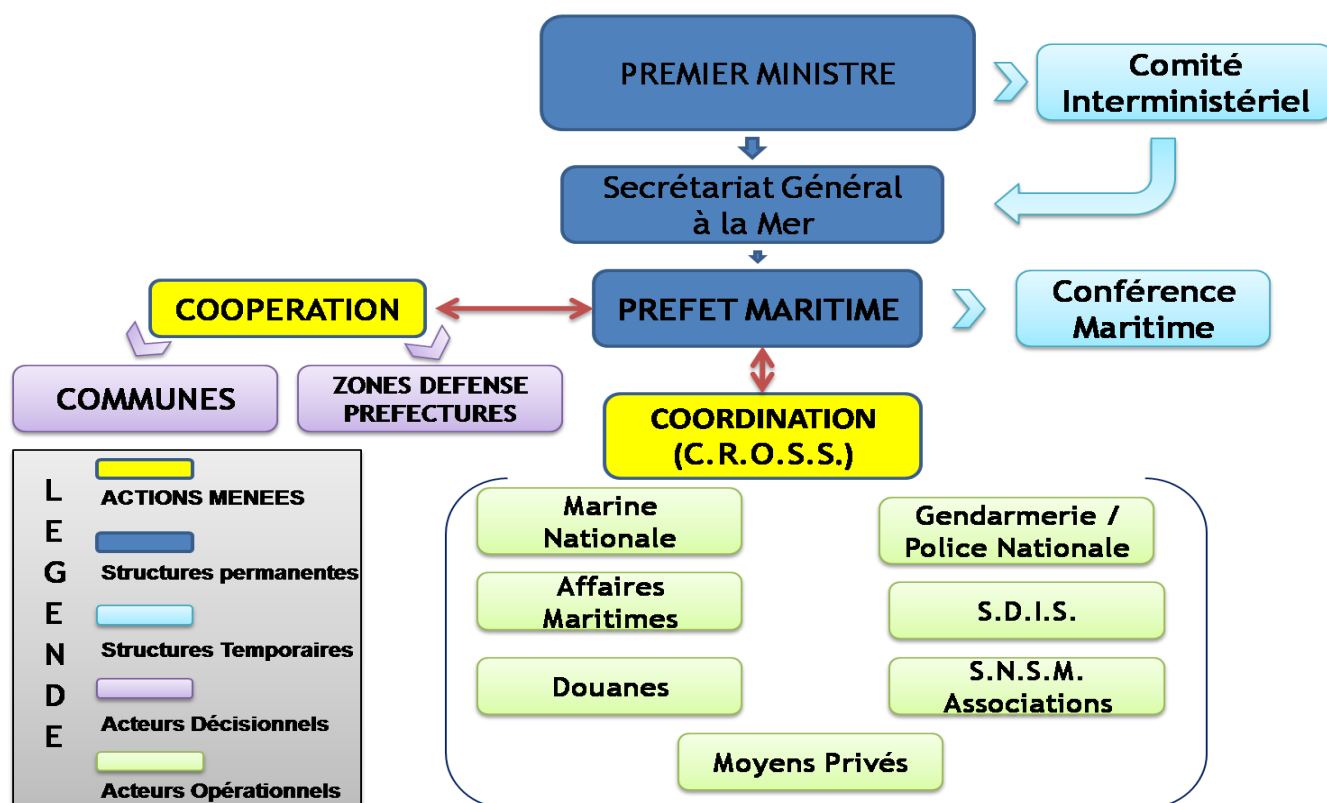 PREMIER MINISTRE
Comité
Interministériel
Secrétariat Général
à la Mer
COOPERATION
PREFET MARITIME
Conférence
Maritime
COMMUNES
ZONES DEFENSE
PREFECTURES
COORDINATION
(C.R.O.S.S.)
LEGENDE
ACTIONS MENEES
Structures permanentes
Structures Temporaires
Acteurs Décisionnels
Acteurs Opérationnels
Marine
Nationale
Gendarmerie /
Police Nationale
Affaires
Maritimes
S.D.I.S.
Douanes
S.N.S.M.
Associations
Moyens Privés